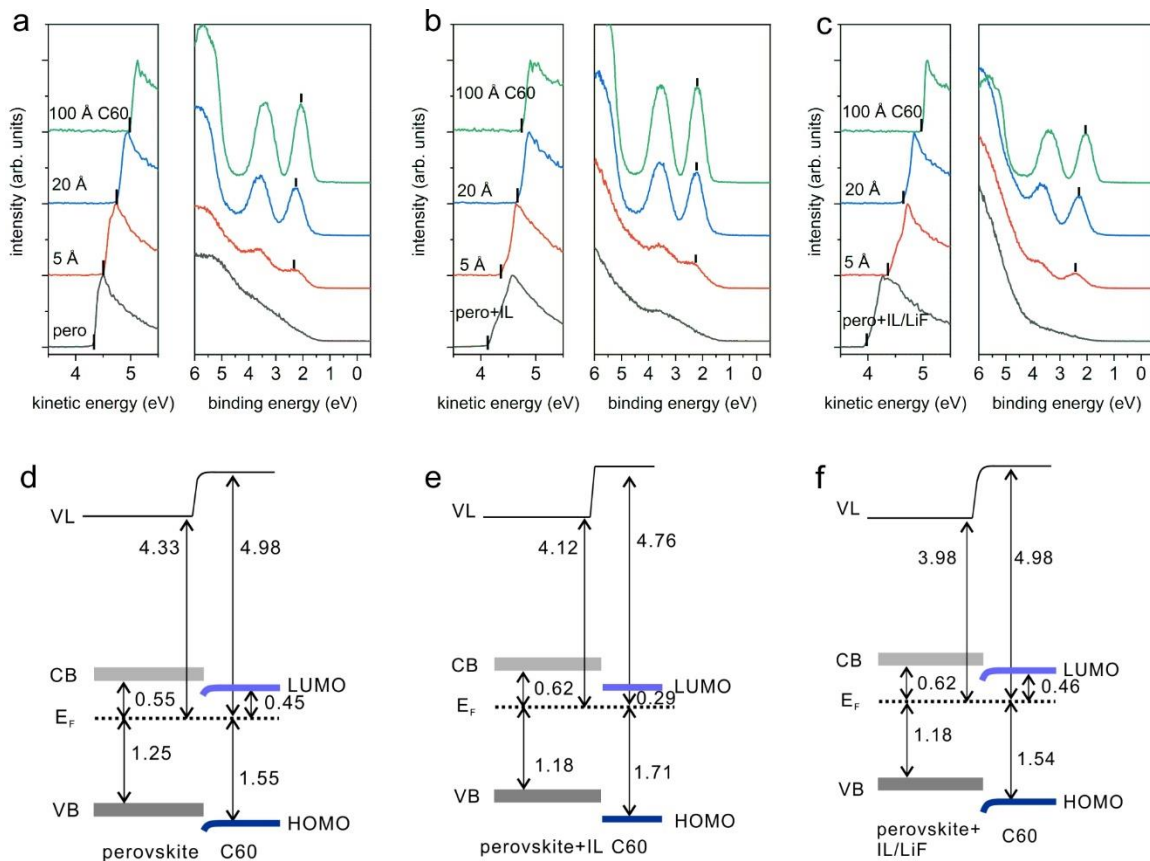 a
b
c
intensity (arb. units)
100 Å C60
20 Å
5 Å
pero
5
6 5 4 3 2 1 0
kinetic energy (eV)
binding energy (eV)
intensity (arb. units)
100 Å C60
20 Å
5 Å
pero+IL
4 5
6 5 4 3 2 1 0
kinetic energy (eV)
binding energy (eV)
intensity (arb. units)
100 Å C60
20 Å
5 Å
pero+IL/LiF
4 5
6 5 4 3 2 1 0
kinetic energy (eV)
binding energy (eV)
d
VL
4.33
4.98
CB
LUMO
0.55
0.45
EF
1.25
1.55
VB
HOMO
perovskite C60
e
VL
4.12
4.76
CB
LUMO
0.62
0.29
EF
1.18
1.71
VB
HOMO
perovskite+IL C60
f
VL
3.98
4.98
CB
LUMO
0.62
0.46
EF
1.18
1.54
VB
HOMO
perovskite+
IL/LiF
C60